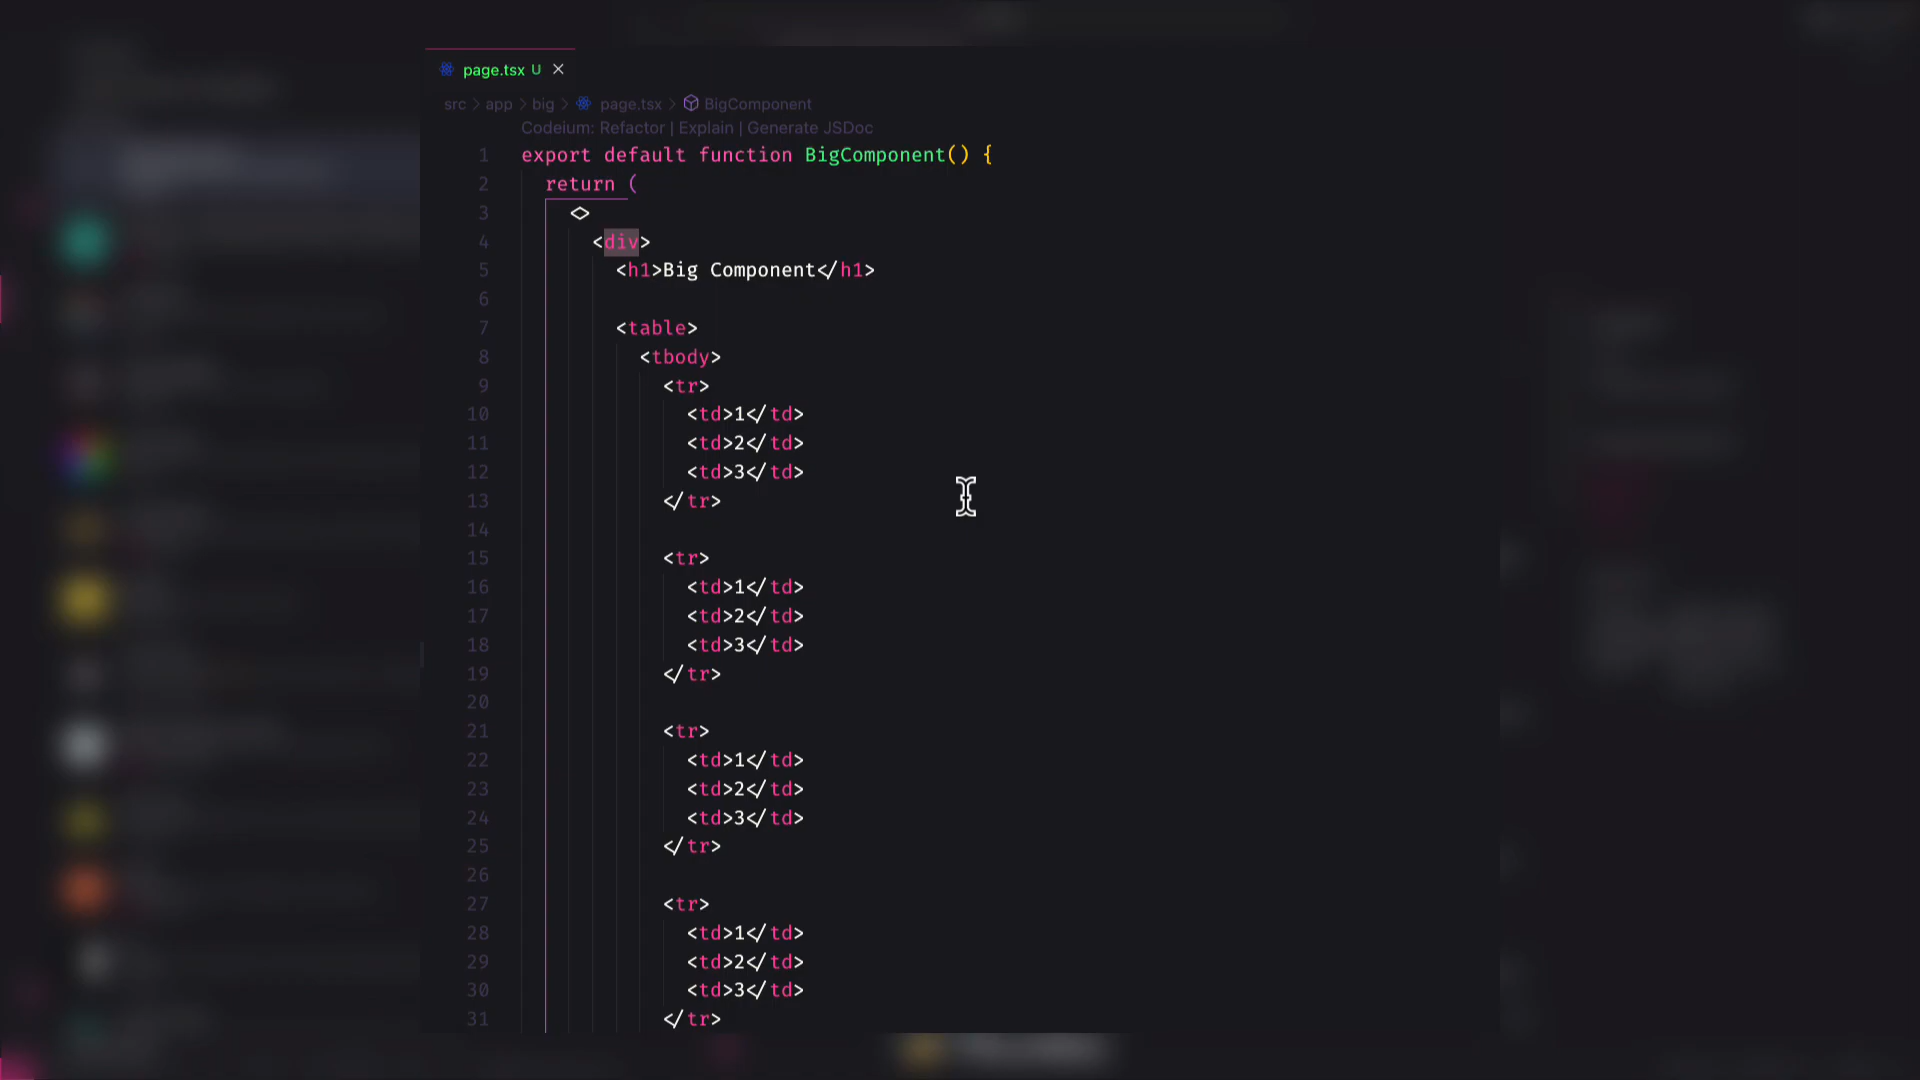 page.tsx U
src > app > big > page.tsx > BigComponent
Codeium: Refactor | Explain | Generate JSDoc
1 export default function BigComponent() {
2 return (
3 <>
4 <div>
5 <h1>Big Component</h1>
6
7 <table>
8 <tbody>
9 <tr>
10 <td>1</td>
11 <td>2</td>
12 <td>3</td>
13 </tr>
14
15 <tr>
16 <td>1</td>
17 <td>2</td>
18 <td>3</td>
19 </tr>
20
21 <tr>
22 <td>1</td>
23 <td>2</td>
24 <td>3</td>
25 </tr>
26
27 <tr>
28 <td>1</td>
29 <td>2</td>
30 <td>3</td>
31 </tr>